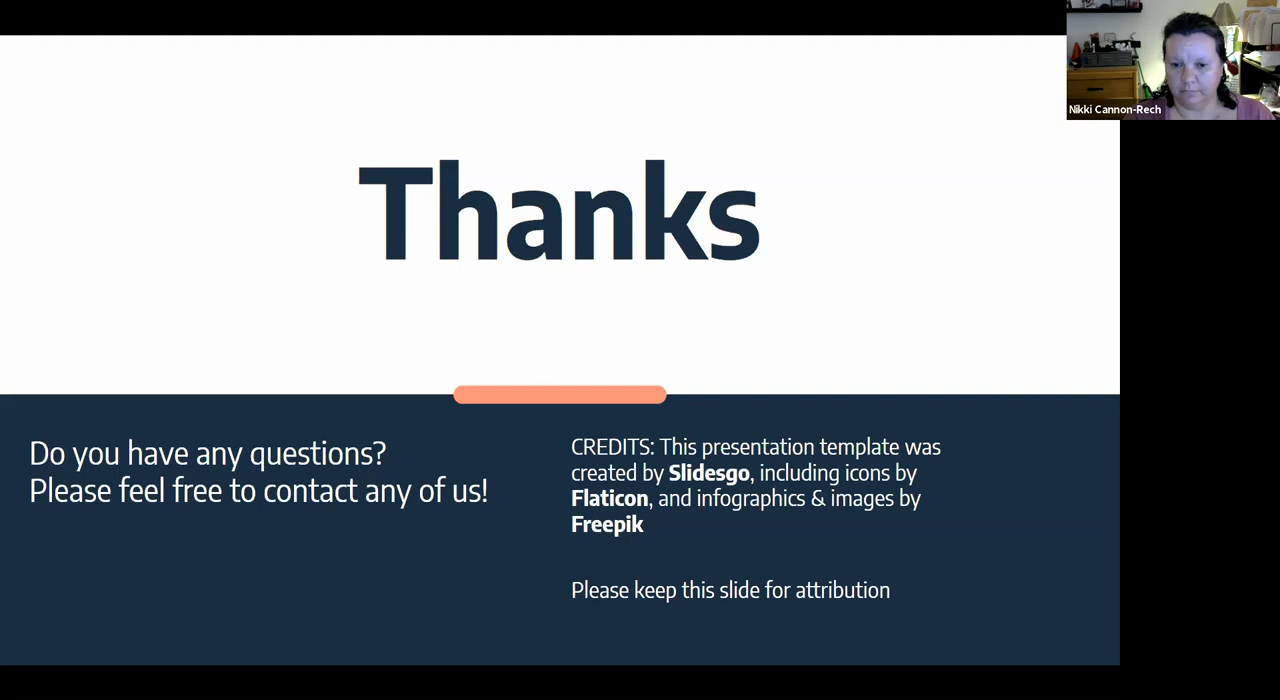 Nikki Cannon-Rech
Thanks
Do you have any questions?
Please feel free to contact any of us!
CREDITS: This presentation template was
created by Slidesgo, including icons by
Flaticon, and infographics & images by
Freepik
Please keep this slide for attribution